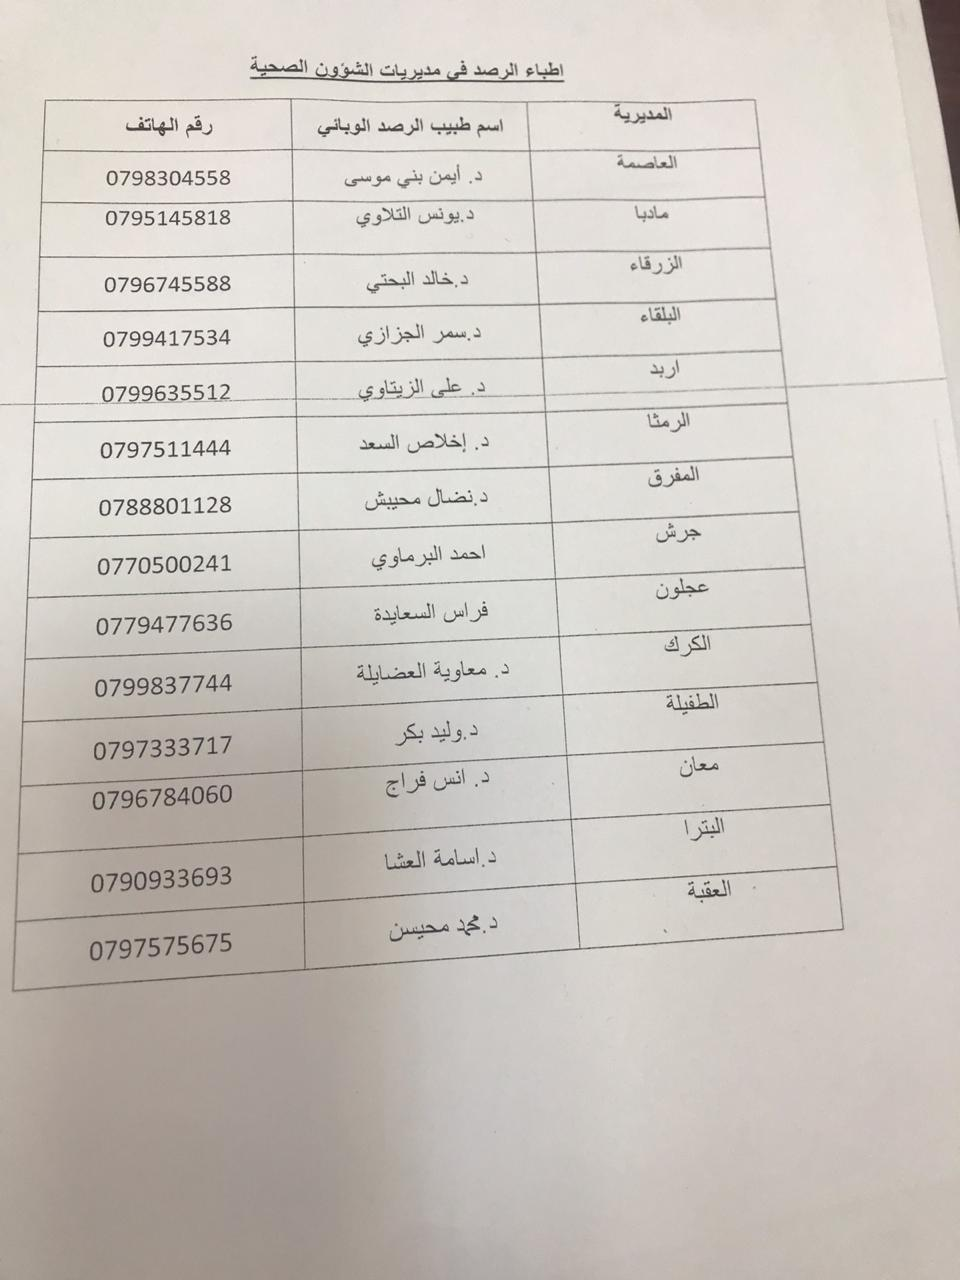 اطباء الرصد في مديريات الشؤون الصحية
المديرية اسم طبيب الرصد الوبائي رقم الهاتف
العاصمة د. أيمن بني موسى 0798304558
مادبا د.يونس التلاوي 0795145818
الزرقاء د.خالد البحتي 0796745588
البلقاء د.سمر الجزازي 0799417534
اربد د. على الزيتاوي 0799635512
الرمثا د. إخلاص السعد 0797511444
المفرق د.نضال محيبش 0788801128
جرش احمد البرماوي 0770500241
عجلون فراس السعايدة 0779477636
الكرك د. معاوية العضايلة 0799837744
الطفيلة د.وليد بكر 0797333717
معان د. انس فراج 0796784060
البترا د.اسامة العشا 0790933693
العقبة د.محمد محيسن 0797575675